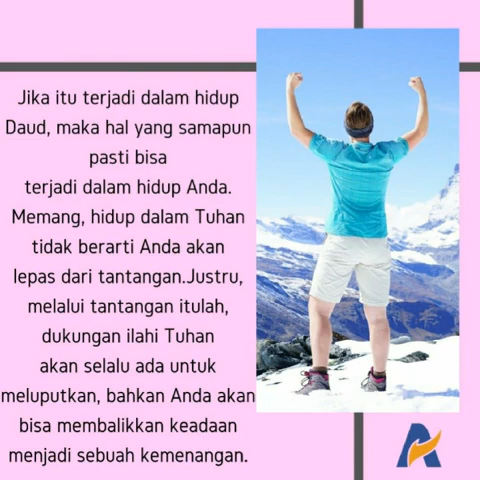 Jika itu terjadi dalam hidup
Daud, maka hal yang samapun
pasti bisa
terjadi dalam hidup Anda.
Memang, hidup dalam Tuhan
tidak berarti Anda akan
lepas dari tantangan.Justru,
melalui tantangan itulah,
dukungan ilahi Tuhan
akan selalu ada untuk
meluputkan, bahkan Anda akan
bisa membalikkan keadaan
menjadi sebuah kemenangan.